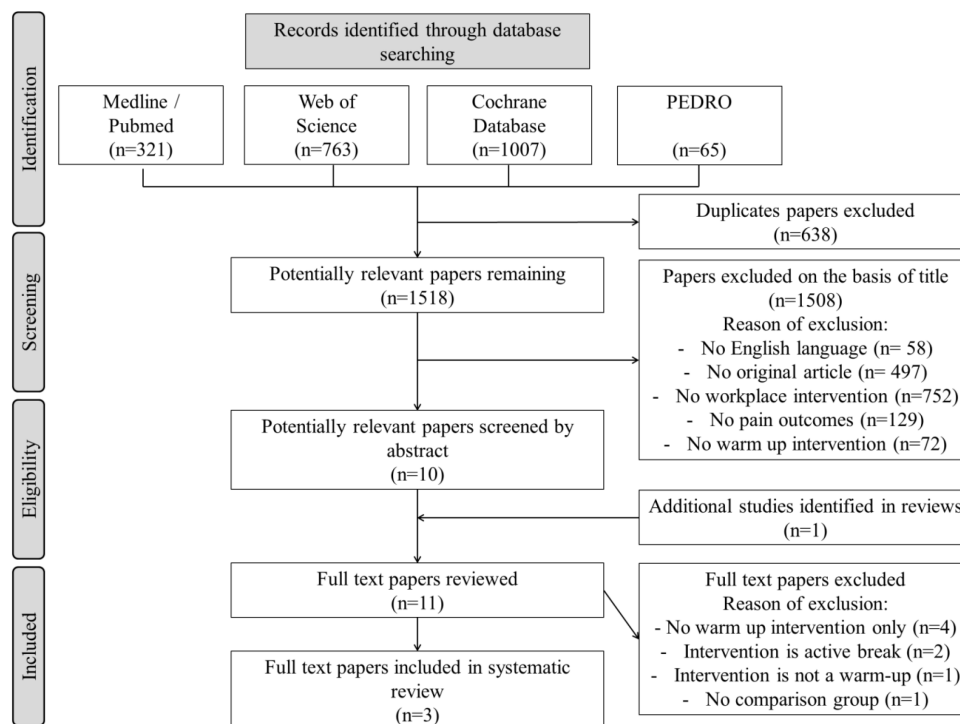 Identification
Records identified through database
searching
Medline /
Pubmed
(n=321)
Web of
Science
(n=763)
Cochrane
Database
(n=1007)
PEDRO
(n=65)
Duplicates papers excluded
(n=638)
Screening
Potentially relevant papers remaining
(n=1518)
Papers excluded on the basis of title
(n=1508)
Reason of exclusion:
- No English language (n= 58)
- No original article (n= 497)
- No workplace intervention (n=752)
- No pain outcomes (n=129)
- No warm up intervention (n=72)
Eligibility
Potentially relevant papers screened by
abstract
(n=10)
Additional studies identified in reviews
(n=1)
Included
Full text papers reviewed
(n=11)
Full text papers excluded
Reason of exclusion:
- No warm up intervention only (n=4)
- Intervention is active break (n=2)
- Intervention is not a warm-up (n=1)
- No comparison group (n=1)
Full text papers included in systematic
review
(n=3)